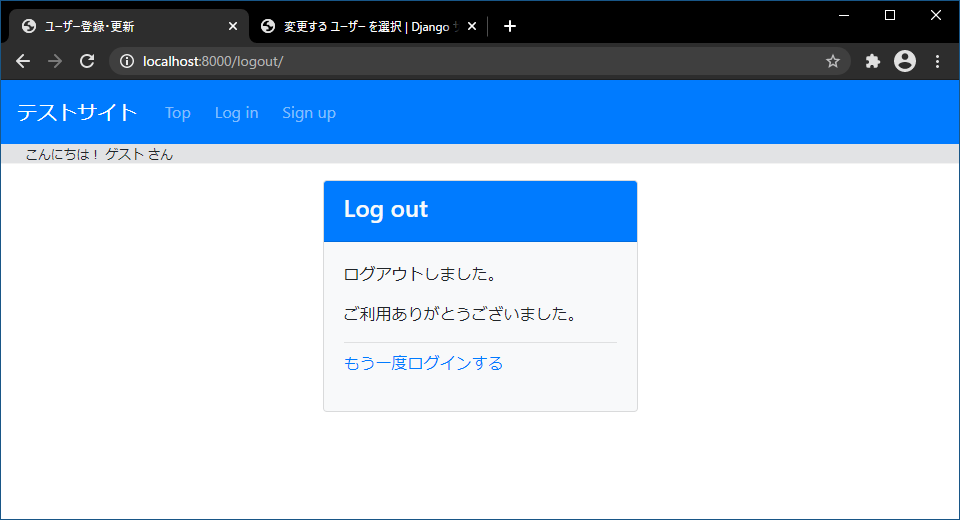 ユーザー登録・更新
変更する ユーザー を選択 | Django サ
localhost:8000/logout/
テストサイト Top Log in Sign up
こんにちは！ ゲスト さん
Log out
ログアウトしました。
ご利用ありがとうございました。
もう一度ログインする